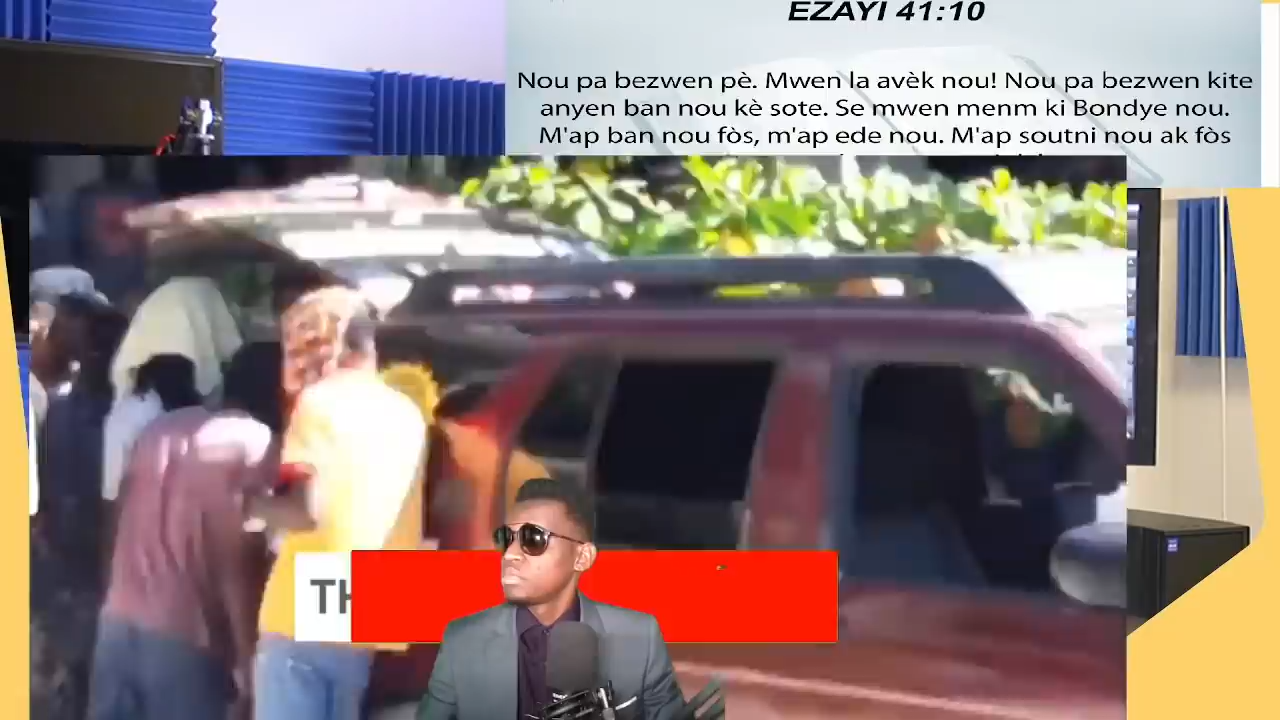 EZAYI 41:10
Nou pa bezwen pè. Mwen la avèk nou! Nou pa bezwen kite
anyen ban nou kè sote. Se mwen menm ki Bondye nou.
M'ap ban nou fòs, m'ap ede nou. M'ap soutni nou ak fòs
TH